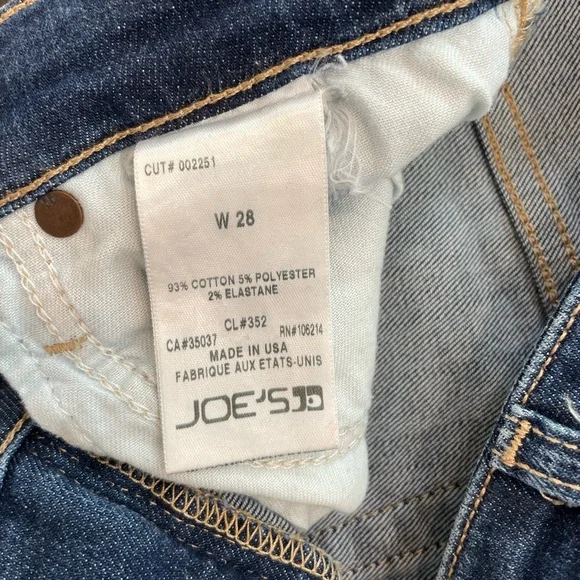 CUT# 002251
W 28
93% COTTON 5% POLYESTER
2% ELASTANE
CA#35037 CL#352 RN#106214
MADE IN USA
FABRIQUE AUX ETATS-UNIS
JOE'S